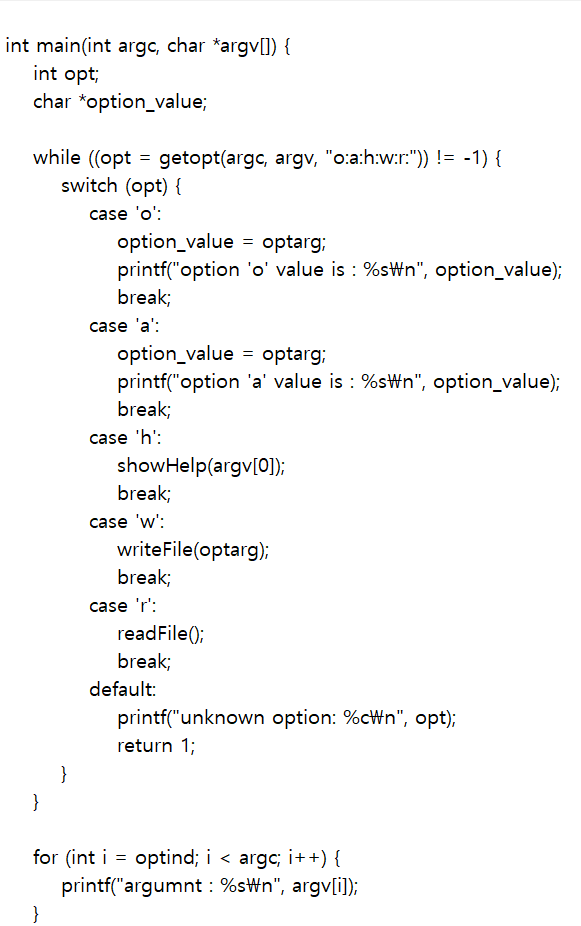 int main(int argc, char *argv[]) {
int opt;
char *option_value;
while ((opt = getopt(argc, argv, "o:a:h:w:r:")) != -1) {
switch (opt) {
case 'o':
option_value = optarg;
printf("option 'o' value is : %s₩n", option_value);
break;
case 'a':
option_value = optarg;
printf("option 'a' value is : %s₩n", option_value);
break;
case 'h':
showHelp(argv[0]);
break;
case 'w':
writeFile(optarg);
break;
case 'r':
readFile();
break;
default:
printf("unknown option: %c₩n", opt);
return 1;
}
}
for (int i = optind; i < argc; i++) {
printf("argumnt : %s₩n", argv[i]);
}